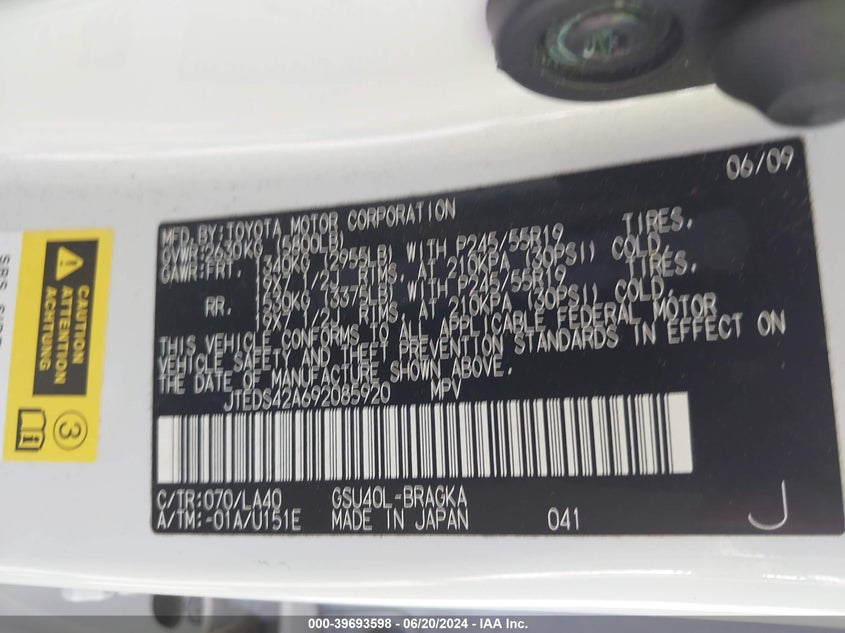 06/09
MFD.BY:TOYOTA MOTOR CORPORATION
GVWR:2630KG (5800LB)
GAWR:FRT. 1340KG (2955LB) WITH P245/55R19 TIRES,
19X7 1/2J RIMS, AT 210KPA (30PSI) COLD,
RR. 1530KG (3375LB) WITH P245/55R19 TIRES,
19X7 1/2J RIMS, AT 210KPA (30PSI) COLD,
THIS VEHICLE CONFORMS TO ALL APPLICABLE FEDERAL MOTOR
VEHICLE SAFETY AND THEFT PREVENTION STANDARDS IN EFFECT ON
THE DATE OF MANUFACTURE SHOWN ABOVE.
JTEDS42A692085920 MPV
C/TR:070/LA40 GSU40L-BRAGKA
A/TM:-01A/U151E MADE IN JAPAN 041 J
CAUTION
ATTENTION
ACHTUNG
3
000-39693598 - 06/20/2024 - IAA Inc.